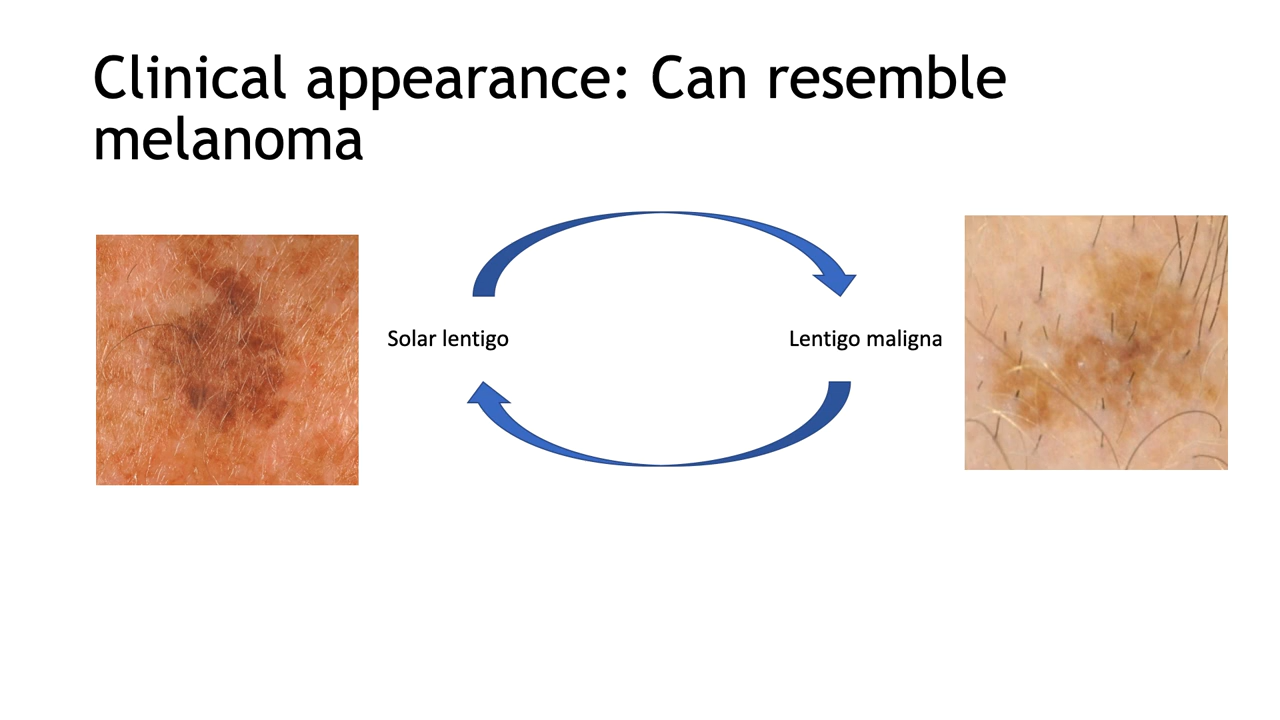 Clinical appearance: Can resemble
melanoma
Solar lentigo
Lentigo maligna